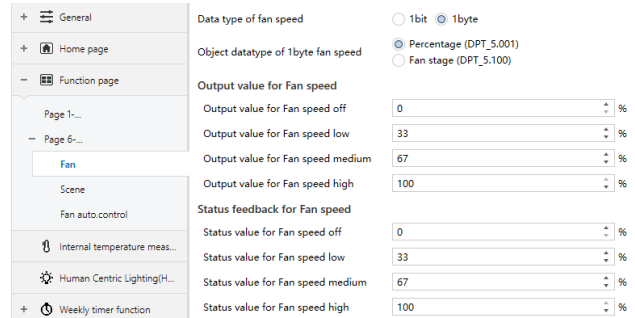 General
Home page
Function page
Page 1-...
Page 6-...
Fan
Scene
Fan auto.control
Internal temperature meas...
Human Centric Lighting(H...
Weekly timer function
Data type of fan speed 1bit 1byte
Object datatype of 1byte fan speed Percentage (DPT_5.001)
Fan stage (DPT_5.100)
Output value for Fan speed
Output value for Fan speed off 0 %
Output value for Fan speed low 33 %
Output value for Fan speed medium 67 %
Output value for Fan speed high 100 %
Status feedback for Fan speed
Status value for Fan speed off 0 %
Status value for Fan speed low 33 %
Status value for Fan speed medium 67 %
Status value for Fan speed high 100 %